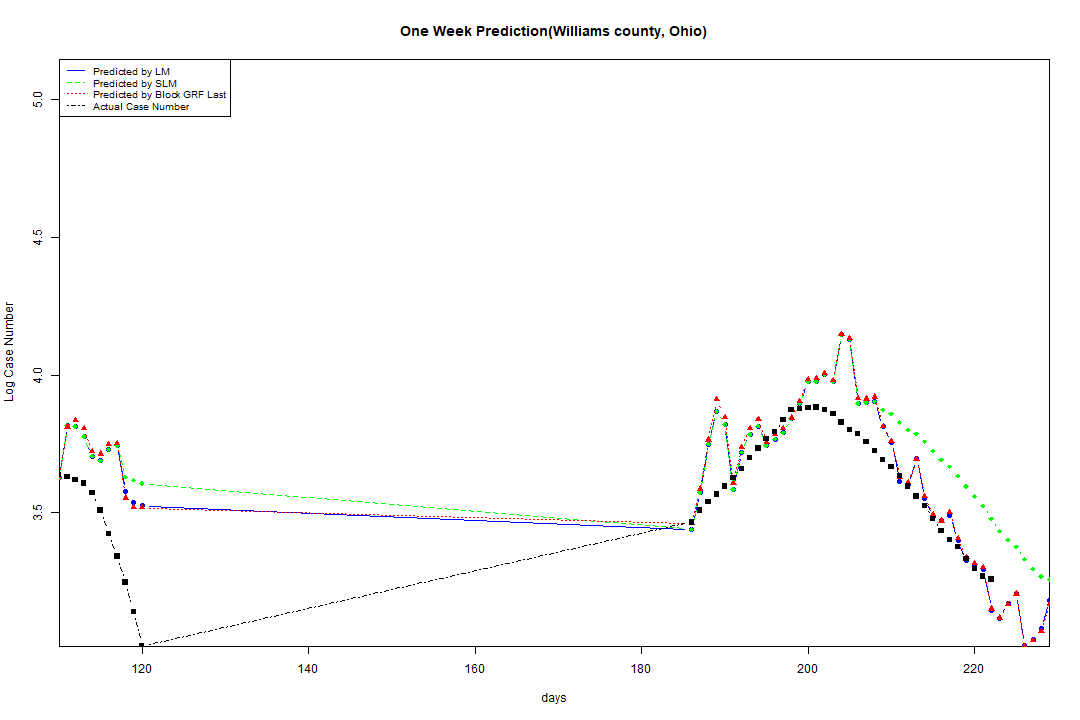 One Week Prediction(Williams county, Ohio)
Predicted by LM
Predicted by SLM
Predicted by Block GRF Last
Actual Case Number
5.0
4.5
4.0
3.5
Log Case Number
120 140 160 180 200 220
days